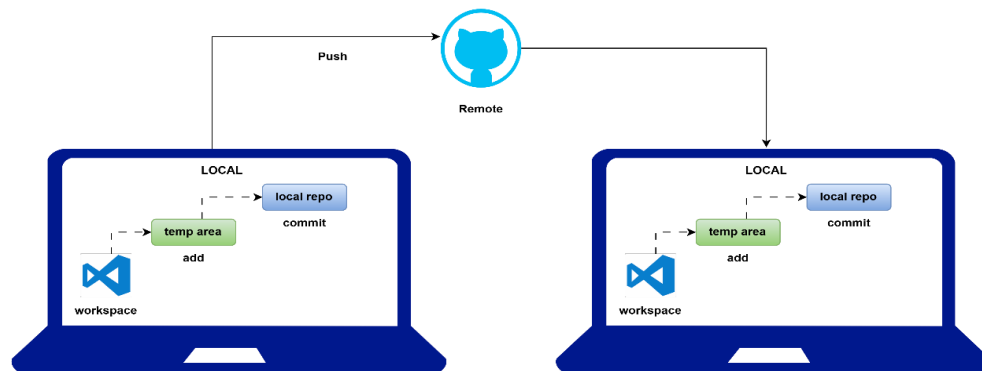 Push
Remote
LOCAL
local repo
commit
temp area
add
workspace
LOCAL
local repo
commit
temp area
add
workspace